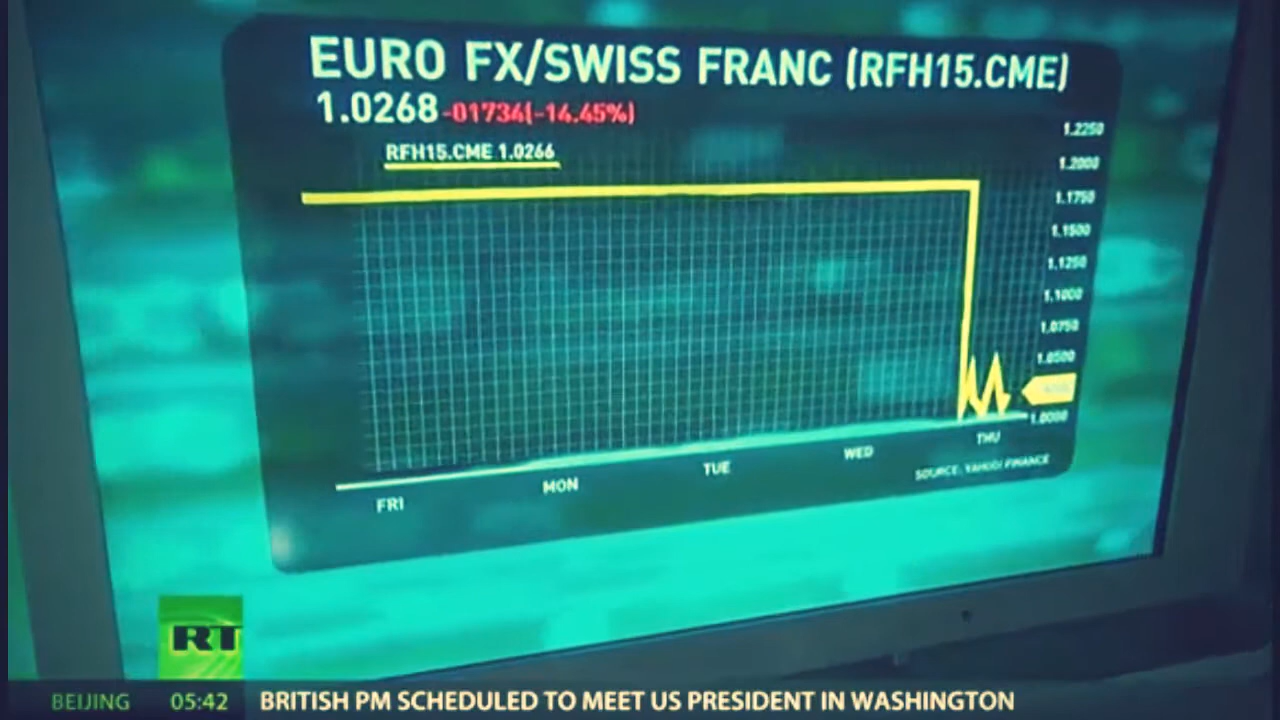 EURO FX/SWISS FRANC (RFH15.CME)
1.0268 -01734(-14.45%)
RFH15.CME 1.0266
1.2250
1.2000
1.1750
1.1500
1.1250
1.1000
1.0750
1.0500
1.0000
FRI MON TUE WED THU
SOURCE: YAHOO! FINANCE
RT
BEIJING 05:42 BRITISH PM SCHEDULED TO MEET US PRESIDENT IN WASHINGTON